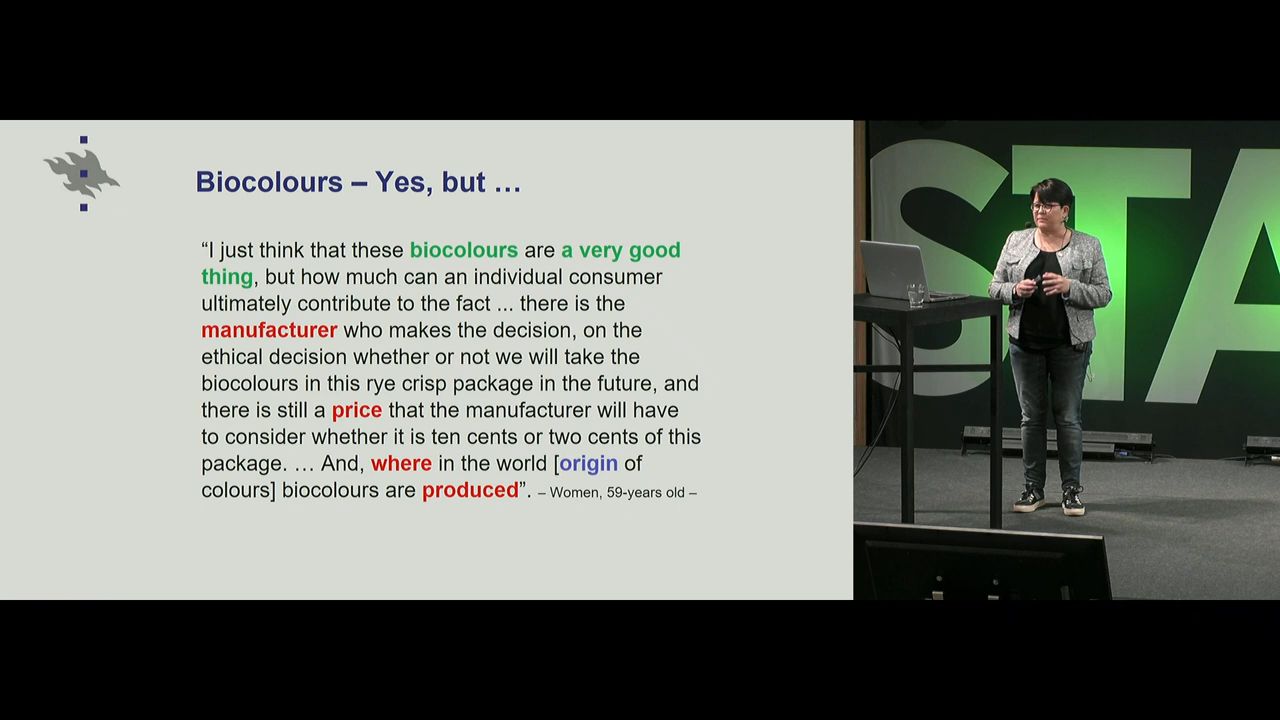 Biocolours – Yes, but …
“I just think that these biocolours are a very good
thing, but how much can an individual consumer
ultimately contribute to the fact ... there is the
manufacturer who makes the decision, on the
ethical decision whether or not we will take the
biocolours in this rye crisp package in the future, and
there is still a price that the manufacturer will have
to consider whether it is ten cents or two cents of this
package. … And, where in the world [origin of
colours] biocolours are produced”. – Women, 59-years old –
STA